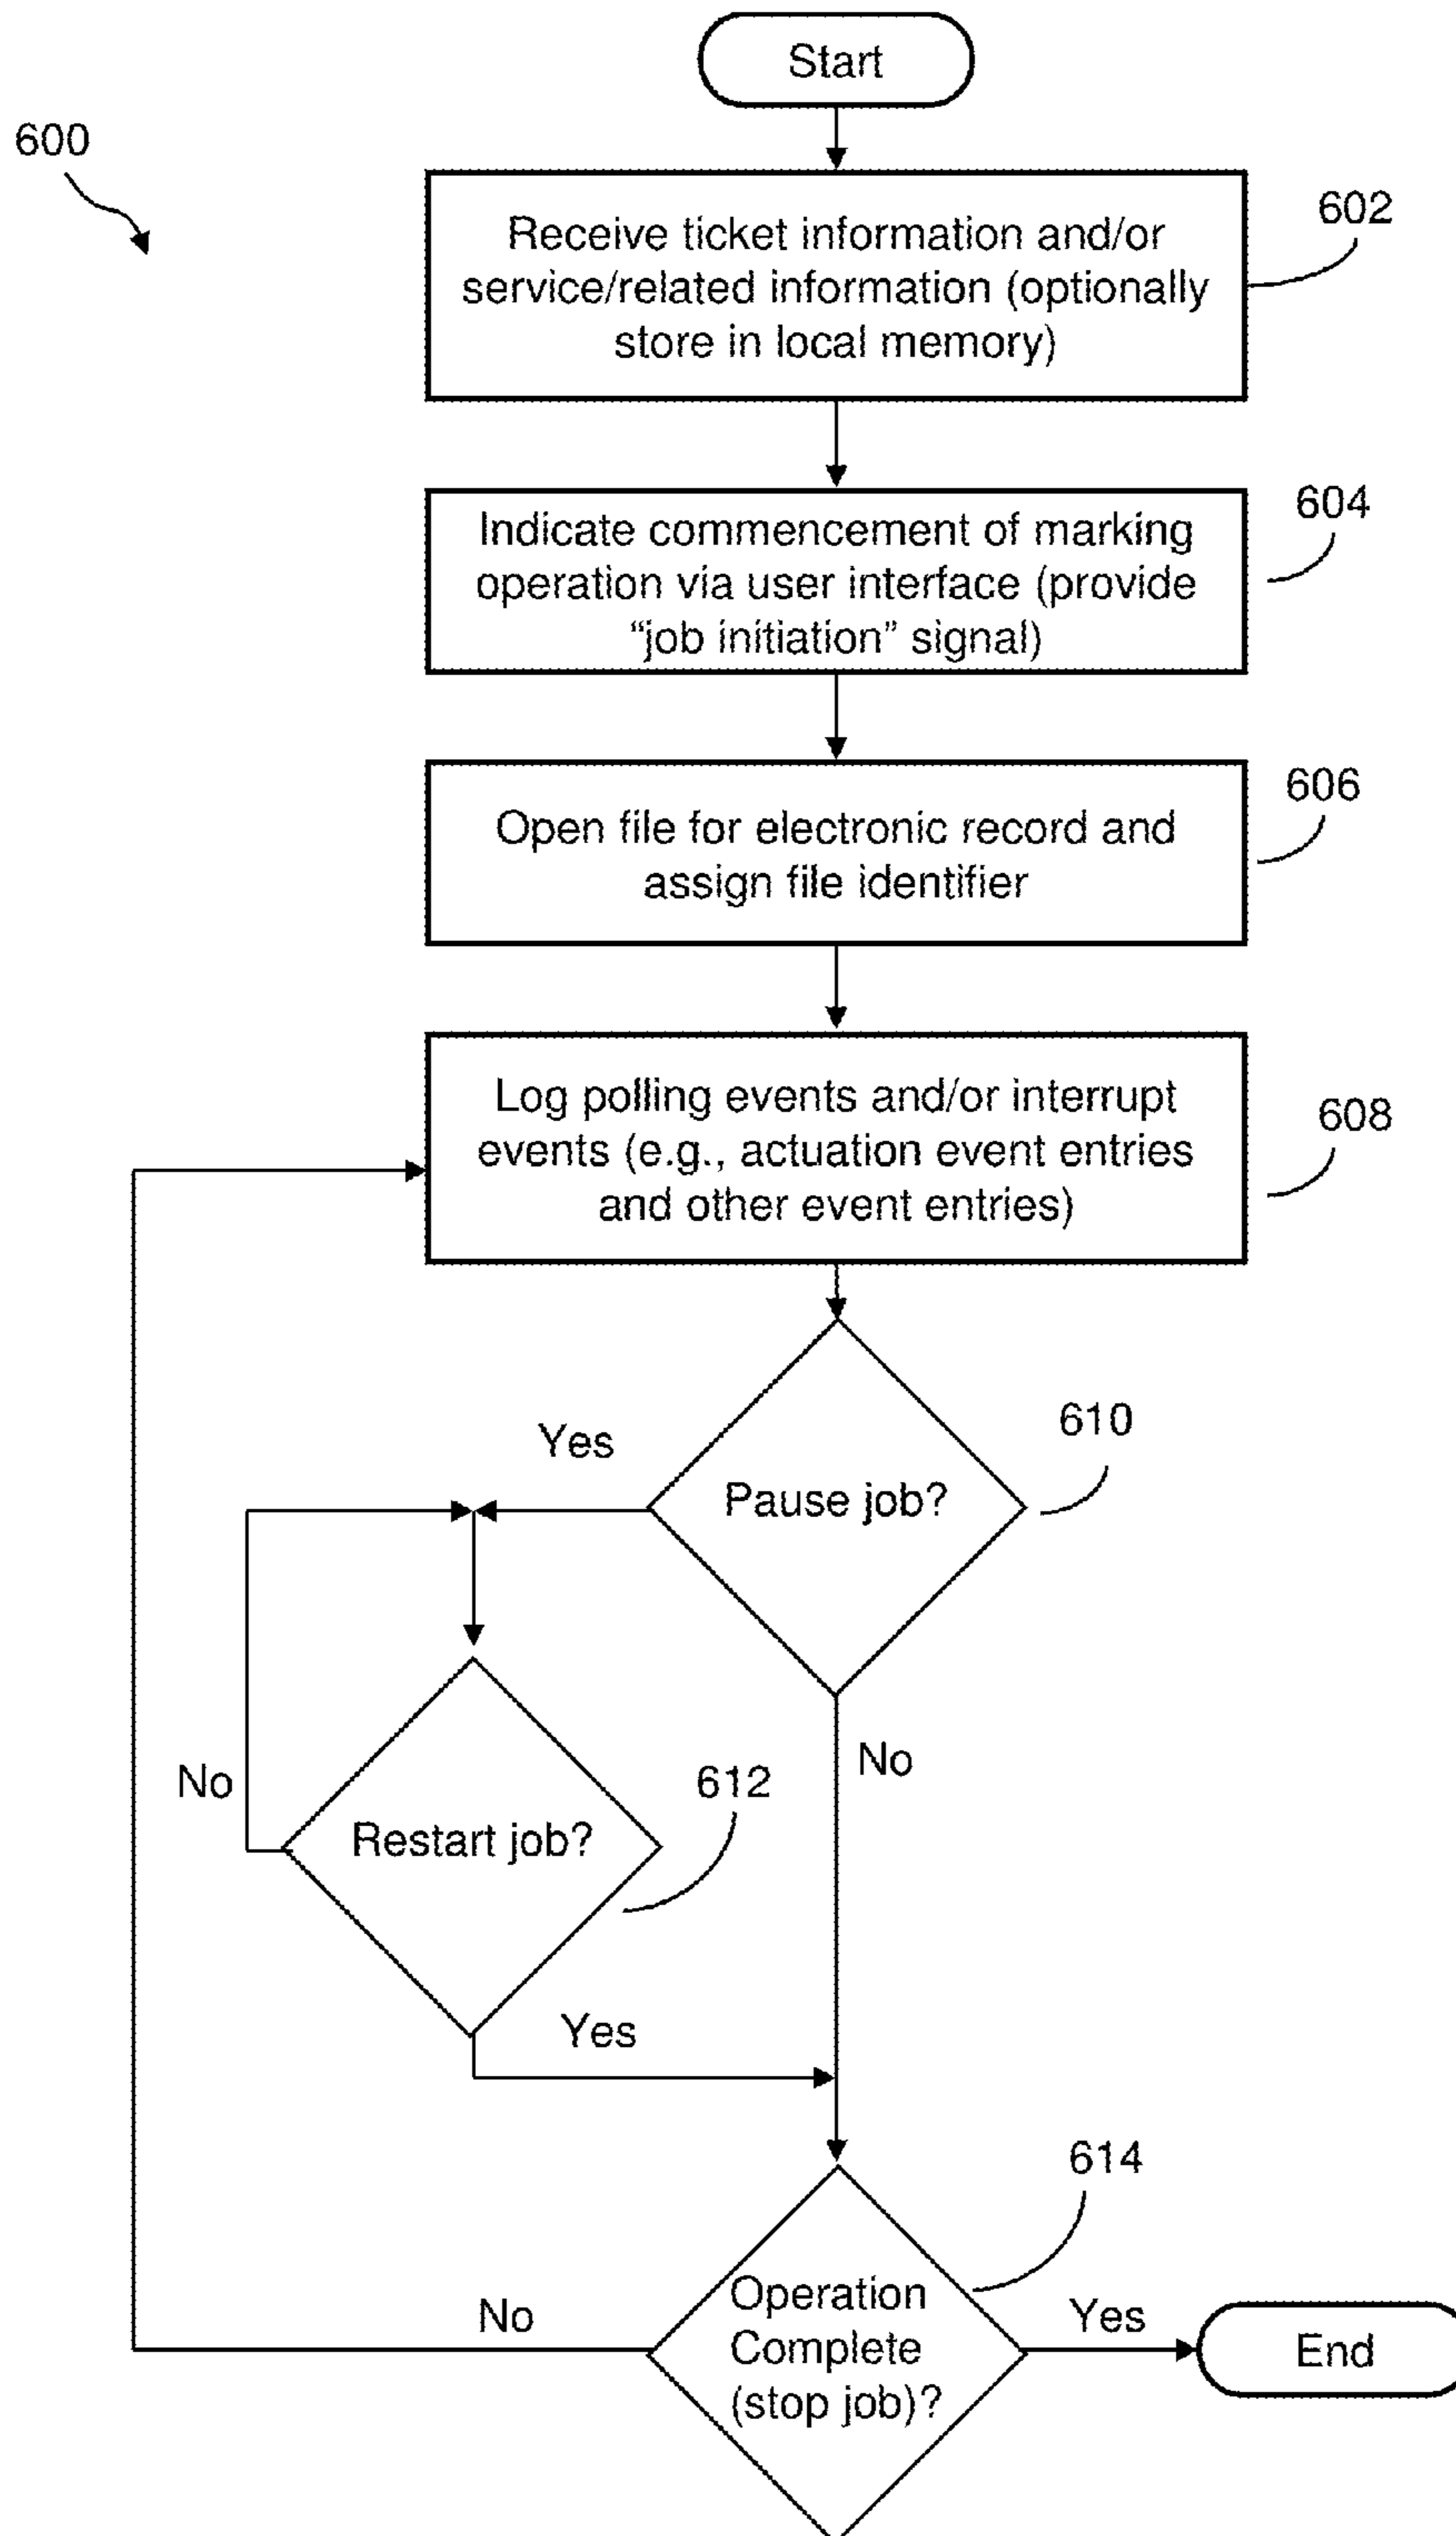 Start
600
Receive ticket information and/or
service/related information (optionally
store in local memory)
602
Indicate commencement of marking
operation via user interface (provide
“job initiation” signal)
604
Open file for electronic record and
assign file identifier
606
Log polling events and/or interrupt
events (e.g., actuation event entries
and other event entries)
608
Pause job?
610
Yes
No
Restart job?
612
No
Yes
Operation
Complete
(stop job)?
614
No
Yes
End